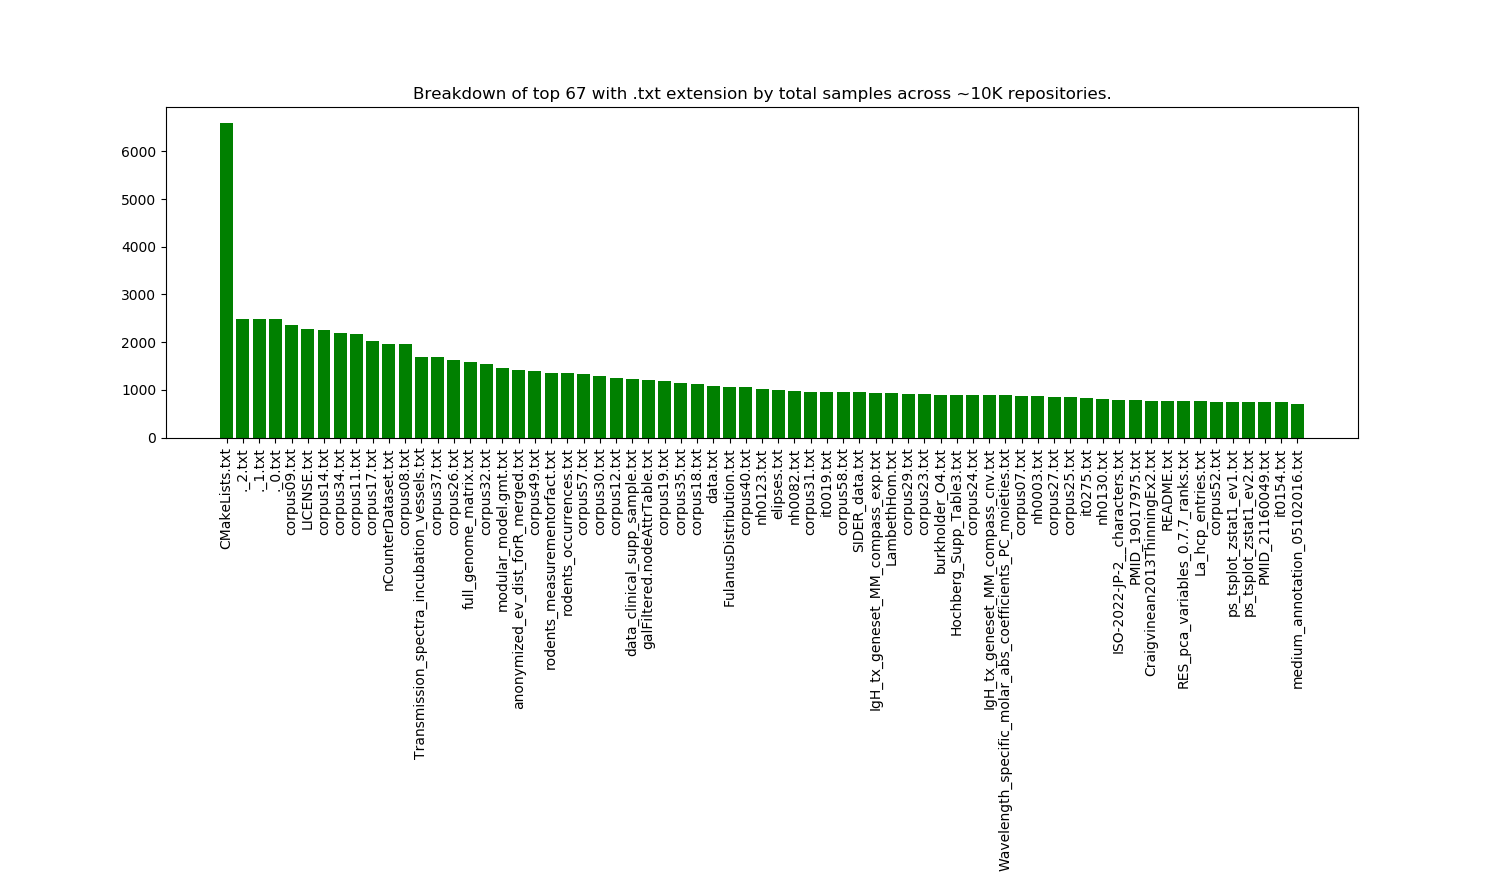 Breakdown of top 67 with .txt extension by total samples across ~10K repositories.
6000
5000
4000
3000
2000
1000
0
CMakeLists.txt
._2.txt
._1.txt
._0.txt
corpus09.txt
LICENSE.txt
corpus14.txt
corpus34.txt
corpus11.txt
corpus17.txt
nCounterDataset.txt
corpus08.txt
Transmission_spectra_incubation_vessels.txt
corpus37.txt
corpus26.txt
full_genome_matrix.txt
corpus32.txt
modular_model.gmt.txt
anonymized_ev_dist_forR_merged.txt
corpus49.txt
rodents_measurementorfact.txt
rodents_occurrences.txt
corpus57.txt
corpus30.txt
corpus12.txt
data_clinical_supp_sample.txt
galFiltered.nodeAttrTable.txt
corpus19.txt
corpus35.txt
corpus18.txt
data.txt
FulanusDistribution.txt
corpus40.txt
nh0123.txt
elipses.txt
nh0082.txt
corpus31.txt
it0019.txt
corpus58.txt
SIDER_data.txt
IgH_tx_geneset_MM_compass_exp.txt
LambethHom.txt
corpus29.txt
corpus23.txt
burkholder_Q4.txt
Hochberg_Supp_Table3.txt
corpus24.txt
IgH_tx_geneset_MM_compass_cnv.txt
Wavelength_specific_molar_abs_coefficients_PC_moieties.txt
corpus07.txt
nh0003.txt
corpus27.txt
corpus25.txt
it0275.txt
nh0130.txt
ISO-2022-JP-2__characters.txt
PMID_19017975.txt
Craigvinean2013ThinningEx2.txt
README.txt
RES_pca_variables_0.7.7_ranks.txt
La_hcp_entries.txt
corpus52.txt
ps_tsplot_zstat1_ev1.txt
ps_tsplot_zstat1_ev2.txt
PMID_21160049.txt
it0154.txt
medium_annotation_05102016.txt